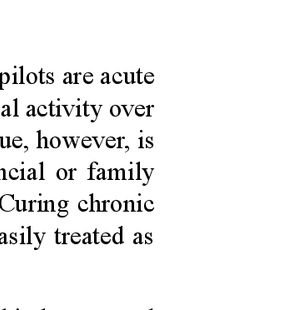 pilots are acute
al activity over
ue, however, is
ncial or family
Curing chronic
asily treated as